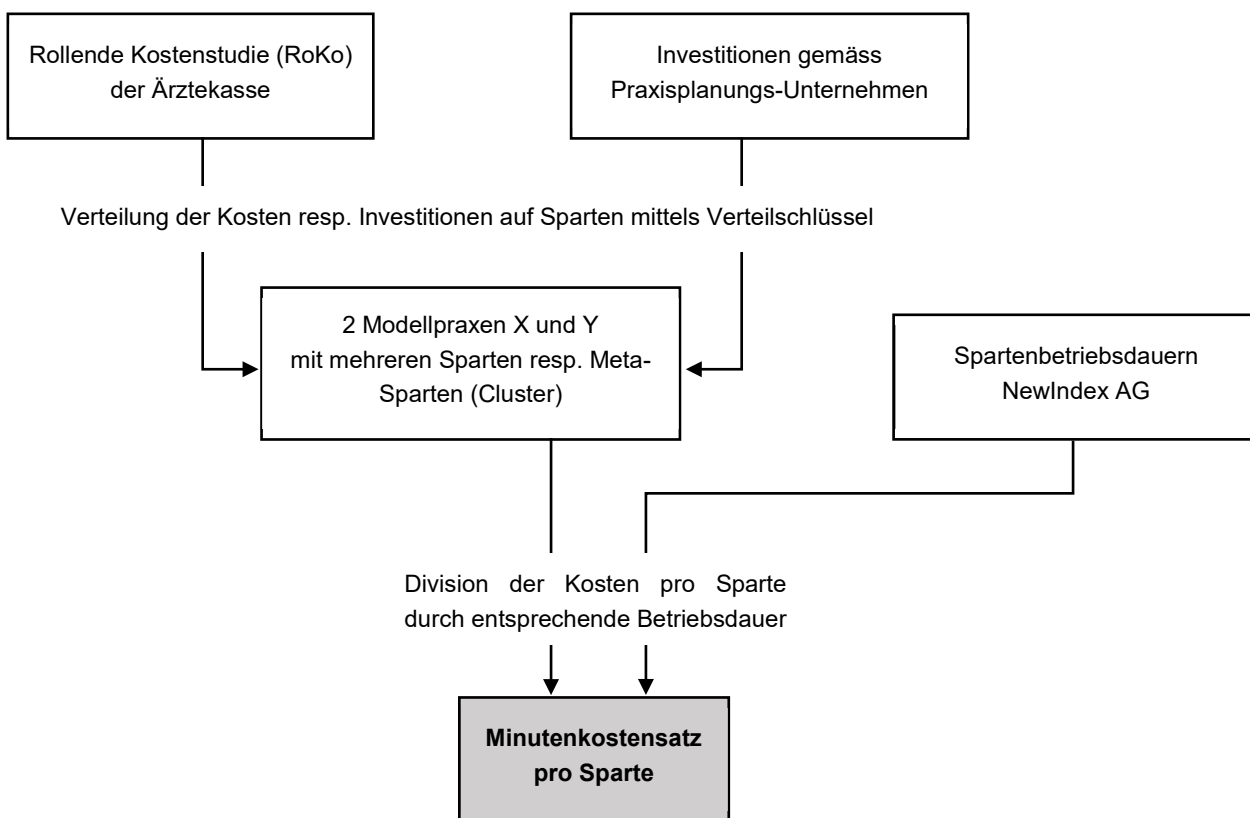 Rollende Kostenstudie (RoKo)
der Ärztekasse
Investitionen gemäss
Praxisplanungs-Unternehmen
Verteilung der Kosten resp. Investitionen auf Sparten mittels Verteilschlüssel
2 Modellpraxen X und Y
mit mehreren Sparten resp. Meta-
Sparten (Cluster)
Spartenbetriebsdauern
NewIndex AG
Division der Kosten pro Sparte
durch entsprechende Betriebsdauer
Minutenkostensatz
pro Sparte